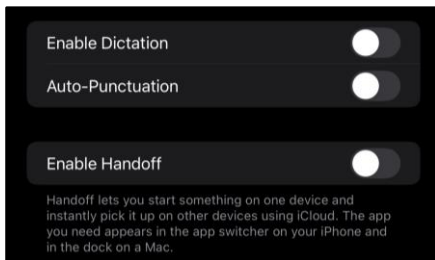 Enable Dictation
Auto-Punctuation
Enable Handoff
Handoff lets you start something on one device and
instantly pick it up on other devices using iCloud. The app
you need appears in the app switcher on your iPhone and
in the dock on a Mac.